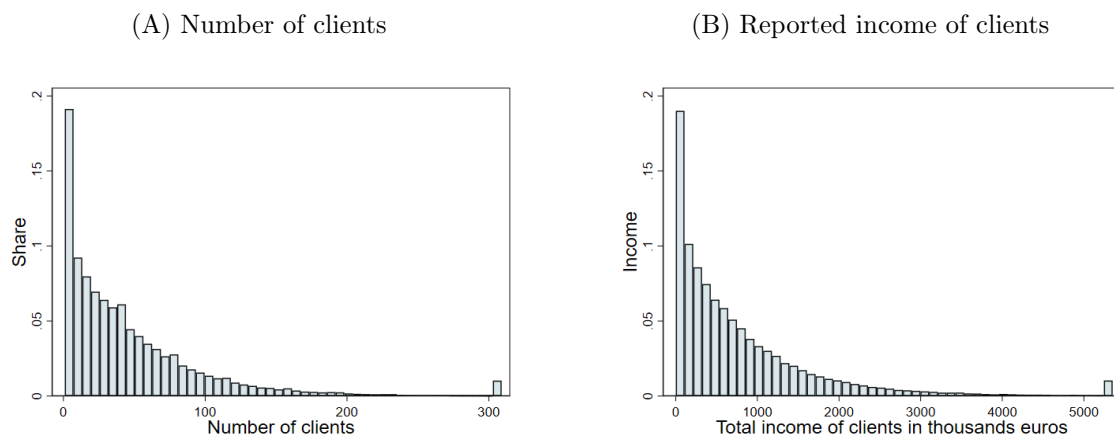 (A) Number of clients
(B) Reported income of clients
.2
.15
.1
.05
0
Share
0 100 200 300
Number of clients
.2
.15
.1
.05
0
Income
0 1000 2000 3000 4000 5000
Total income of clients in thousands euros